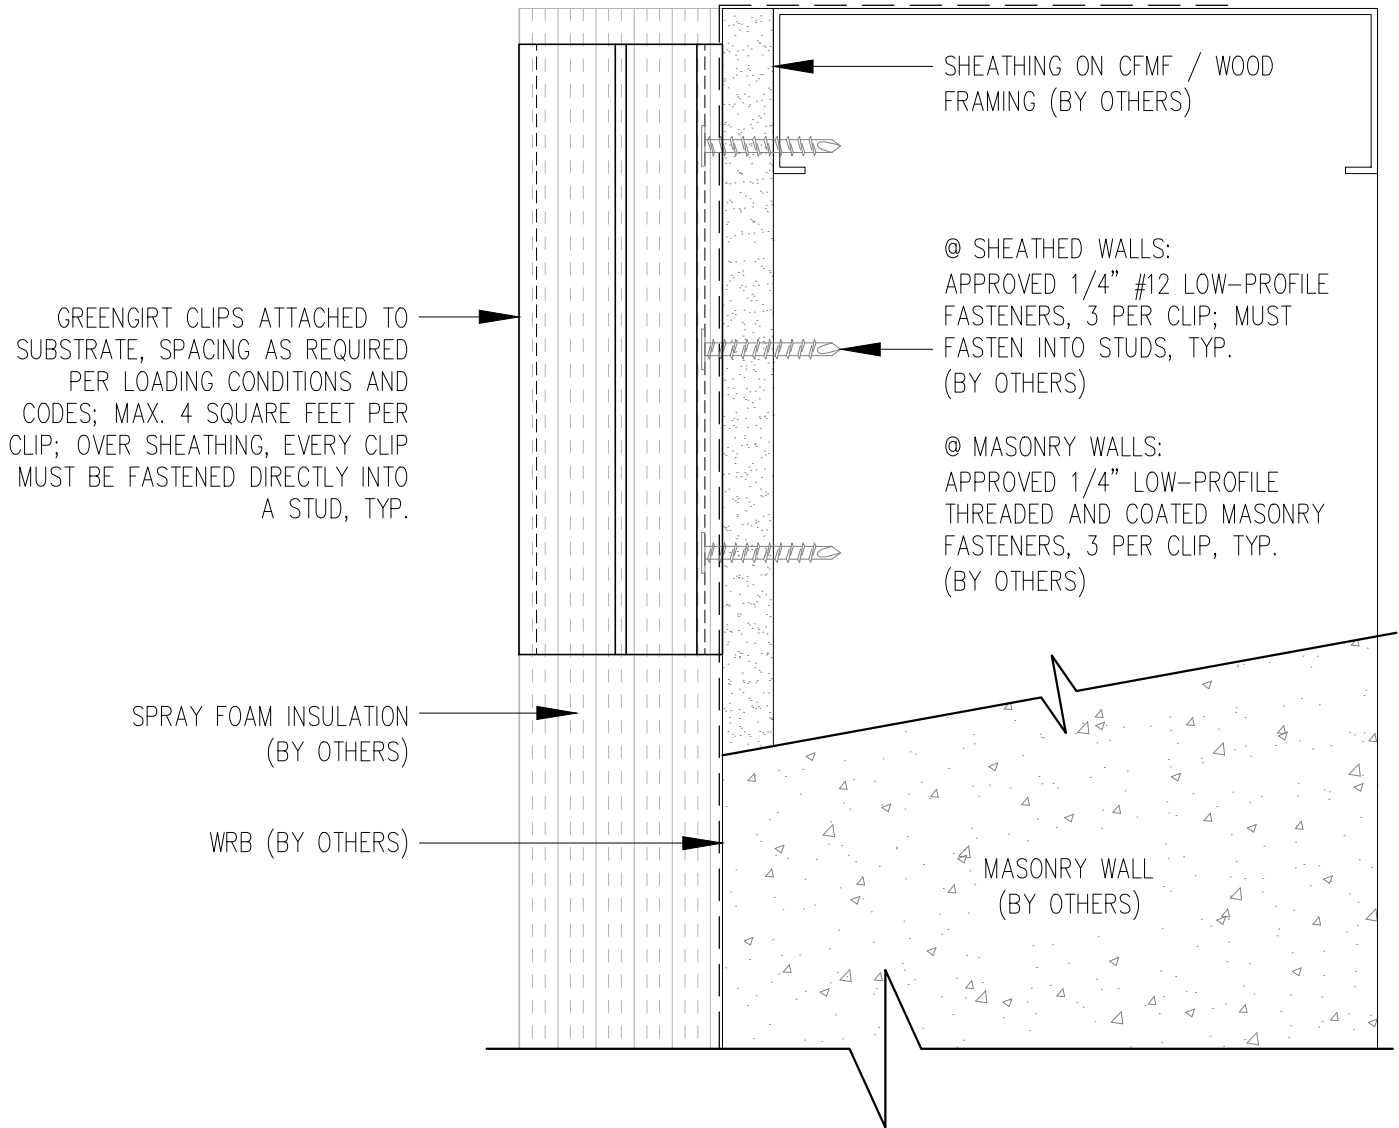 SHEATHING ON CFMF / WOOD
FRAMING (BY OTHERS)
@ SHEATHED WALLS:
APPROVED 1/4" #12 LOW-PROFILE
FASTENERS, 3 PER CLIP; MUST
FASTEN INTO STUDS, TYP.
(BY OTHERS)
@ MASONRY WALLS:
APPROVED 1/4" LOW-PROFILE
THREADED AND COATED MASONRY
FASTENERS, 3 PER CLIP, TYP.
(BY OTHERS)
GREENGIRT CLIPS ATTACHED TO
SUBSTRATE, SPACING AS REQUIRED
PER LOADING CONDITIONS AND
CODES; MAX. 4 SQUARE FEET PER
CLIP; OVER SHEATHING, EVERY CLIP
MUST BE FASTENED DIRECTLY INTO
A STUD, TYP.
SPRAY FOAM INSULATION
(BY OTHERS)
WRB (BY OTHERS)
MASONRY WALL
(BY OTHERS)